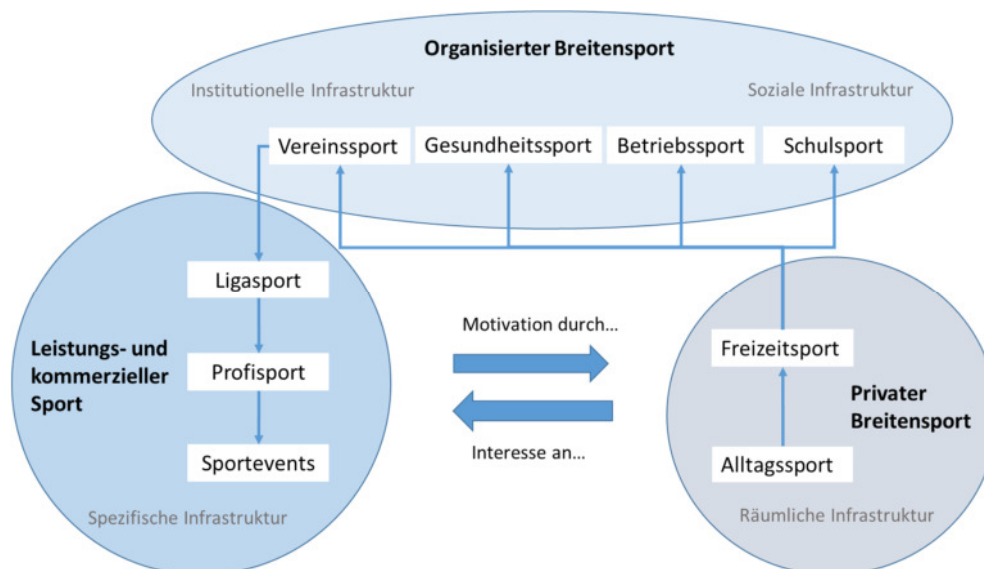 Organisierter Breitensport
Institutionelle Infrastruktur
Soziale Infrastruktur
Vereinssport
Gesundheitssport
Betriebssport
Schulsport
Ligasport
Leistungs- und
kommerzieller
Sport
Profisport
Sportevents
Spezifische Infrastruktur
Motivation durch...
Interesse an...
Freizeitsport
Privater
Breitensport
Alltagssport
Räumliche Infrastruktur